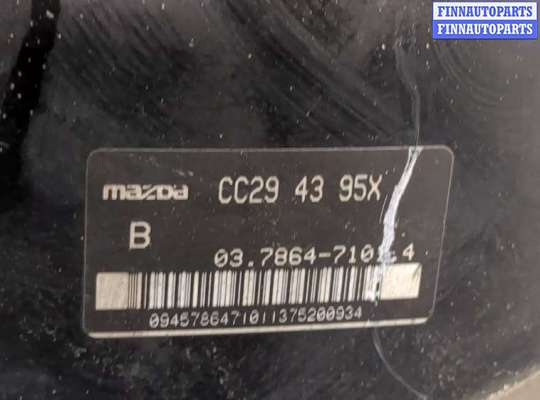 FINNAUTOPARTS
FINNAUTOPARTS
mazda CC29 43 95X
B
03.7864-7101.4
0945786471011375200934